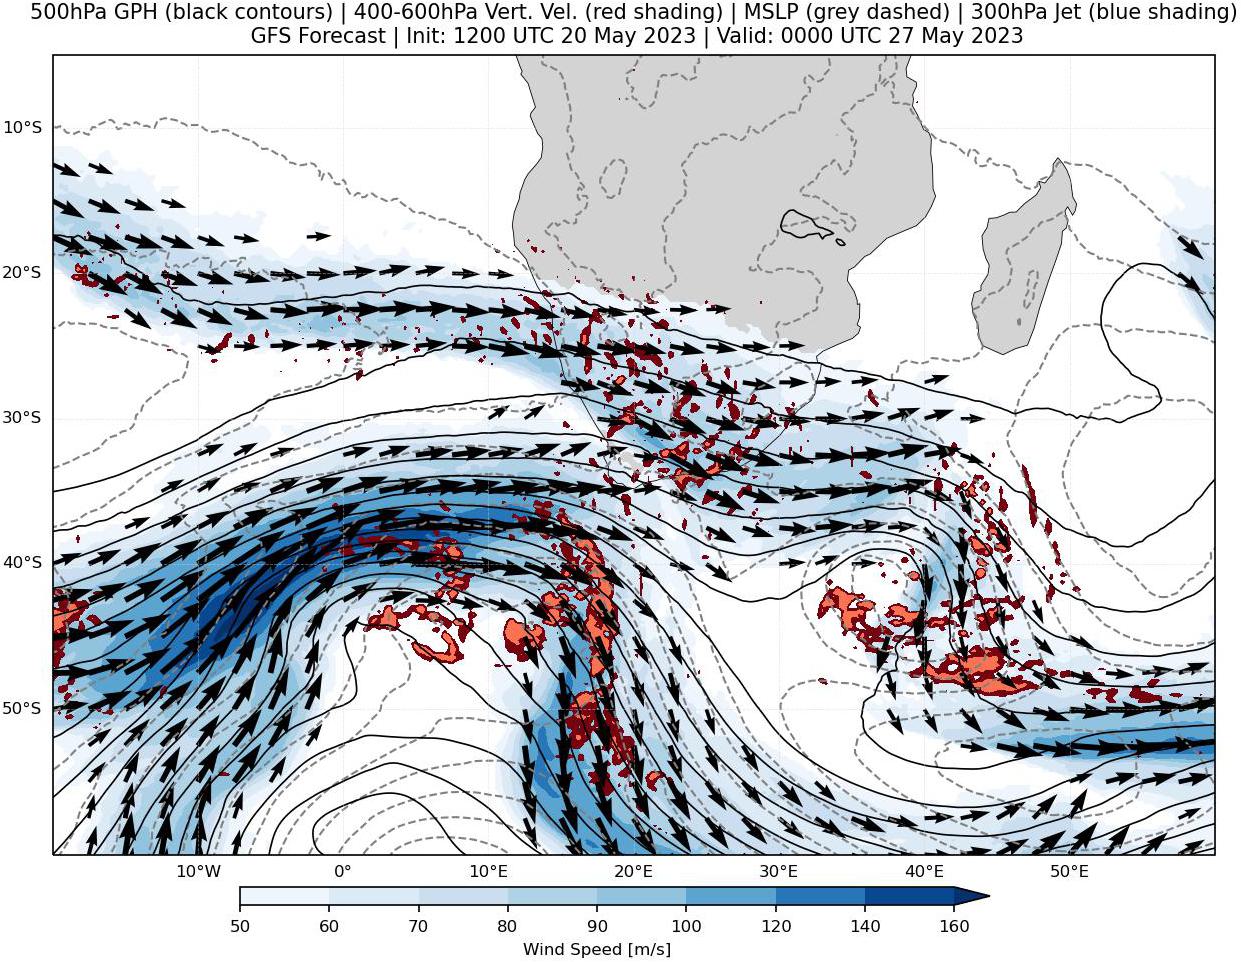 500hPa GPH (black contours) | 400-600hPa Vert. Vel. (red shading) | MSLP (grey dashed) | 300hPa Jet (blue shading)
GFS Forecast | Init: 1200 UTC 20 May 2023 | Valid: 0000 UTC 27 May 2023
10°S
20°S
30°S
40°S
50°S
10°W 0° 10°E 20°E 30°E 40°E 50°E
50 60 70 80 90 100 120 140 160
Wind Speed [m/s]